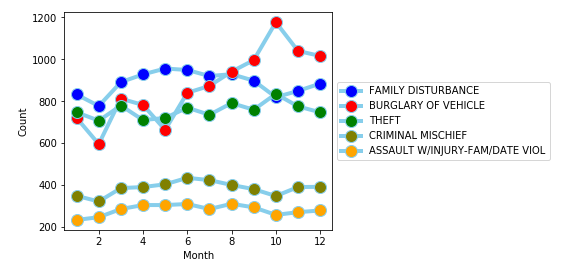 1200
1000
800
600
400
200
Count
2 4 6 8 10 12
Month
FAMILY DISTURBANCE
BURGLARY OF VEHICLE
THEFT
CRIMINAL MISCHIEF
ASSAULT W/INJURY-FAM/DATE VIOL